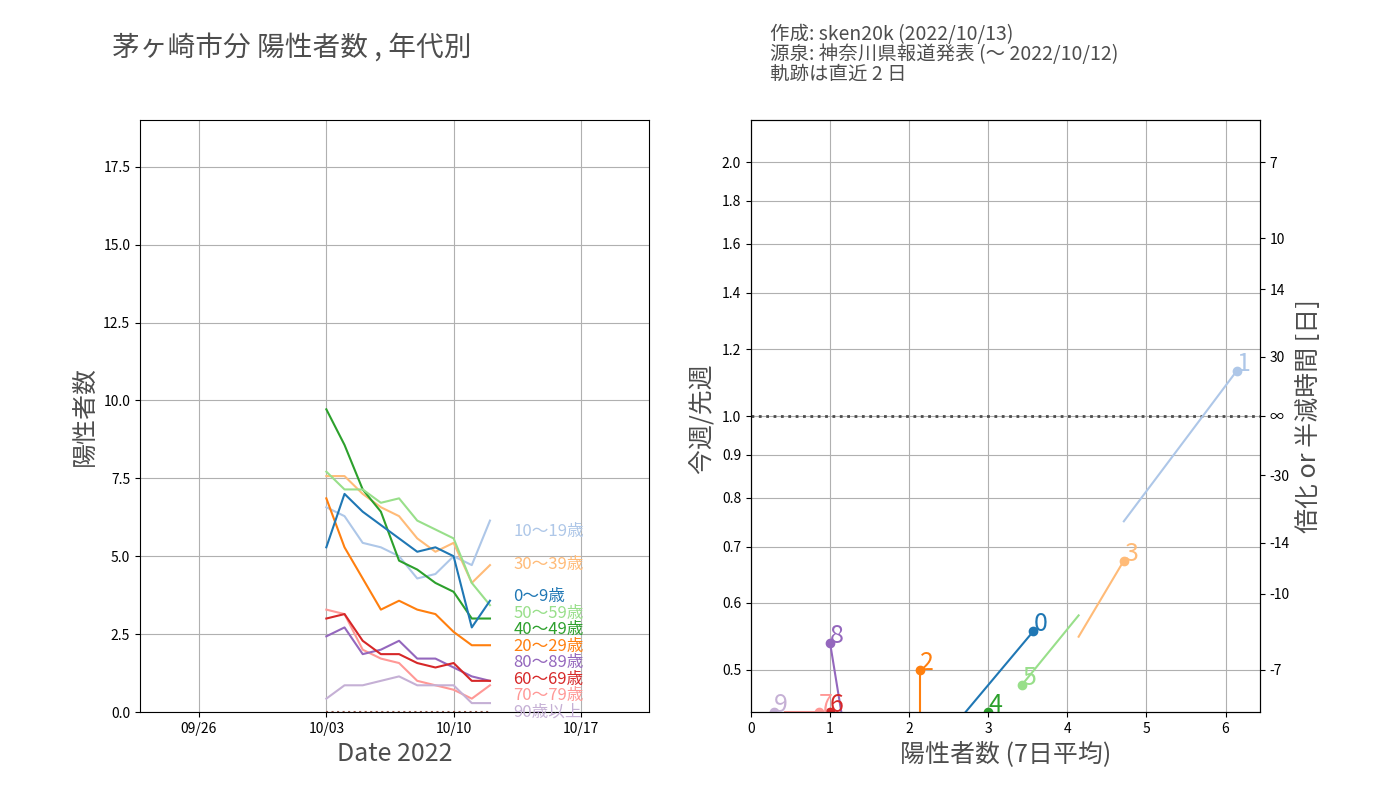 茅ヶ崎市分 陽性者数 , 年代別
作成: sken20k (2022/10/13)
源泉: 神奈川県報道発表 (〜 2022/10/12)
軌跡は直近 2 日
陽性者数
17.5
15.0
12.5
10.0
7.5
5.0
2.5
0.0
09/26
10/03
10/10
10/17
Date 2022
10〜19歳
30〜39歳
0〜9歳
50〜59歳
40〜49歳
20〜29歳
80〜89歳
60〜69歳
70〜79歳
90歳以上
今週/先週
2.0
1.8
1.6
1.4
1.2
1.0
0.9
0.8
0.7
0.6
0.5
0
1
2
3
4
5
6
陽性者数 (7日平均)
1
3
0
8
2
5
9
7
6
4
7
10
14
30
∞
-30
-14
-10
-7
倍化 or 半減時間 [日]